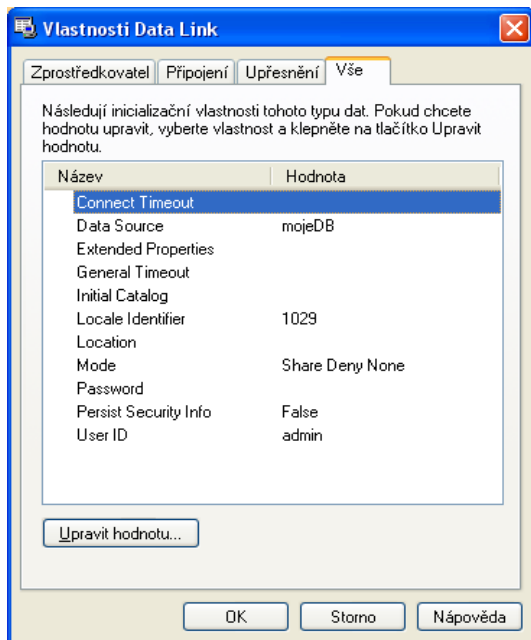 Vlastnosti Data Link
Zprostředkovatel Připojení Upřesnění Vše
Následují inicializační vlastnosti tohoto typu dat. Pokud chcete
hodnotu upravit, vyberte vlastnost a klepněte na tlačítko Upravit
hodnotu.
Název Hodnota
Connect Timeout
Data Source mojeDB
Extended Properties
General Timeout
Initial Catalog
Locale Identifier 1029
Location
Mode Share Deny None
Password
Persist Security Info False
User ID admin
Upravit hodnotu...
OK Storno Nápověda